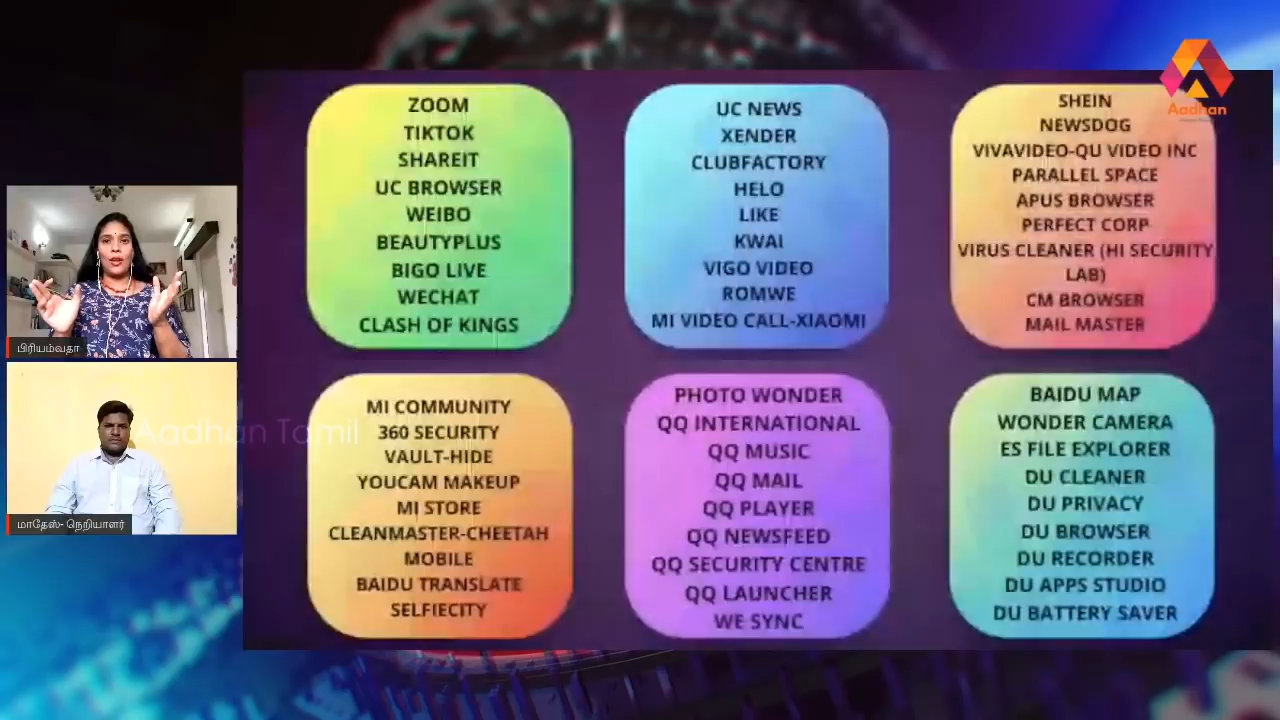 ZOOM
TIKTOK
SHAREIT
UC BROWSER
WEIBO
BEAUTYPLUS
BIGO LIVE
WECHAT
CLASH OF KINGS
UC NEWS
XENDER
CLUBFACTORY
HELO
LIKE
KWAI
VIGO VIDEO
ROMWE
MI VIDEO CALL-XIAOMI
SHEIN
NEWSDOG
VIVAVIDEO-QU VIDEO INC
PARALLEL SPACE
APUS BROWSER
PERFECT CORP
VIRUS CLEANER (HI SECURITY
LAB)
CM BROWSER
MAIL MASTER
Aadhan
பிரியம்வதா
Aadhan Tamil
மாதேஸ்- நெறியாளர்
MI COMMUNITY
360 SECURITY
VAULT-HIDE
YOUCAM MAKEUP
MI STORE
CLEANMASTER-CHEETAH
MOBILE
BAIDU TRANSLATE
SELFIECITY
PHOTO WONDER
QQ INTERNATIONAL
QQ MUSIC
QQ MAIL
QQ PLAYER
QQ NEWSFEED
QQ SECURITY CENTRE
QQ LAUNCHER
WE SYNC
BAIDU MAP
WONDER CAMERA
ES FILE EXPLORER
DU CLEANER
DU PRIVACY
DU BROWSER
DU RECORDER
DU APPS STUDIO
DU BATTERY SAVER